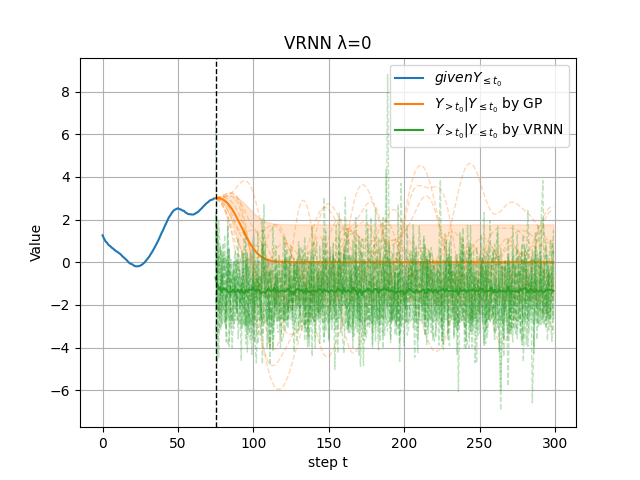 VRNN λ=0
givenY≤t₀
Y>t₀|Y≤t₀ by GP
Y>t₀|Y≤t₀ by VRNN
Value
8
6
4
2
0
−2
−4
−6
0 50 100 150 200 250 300
step t